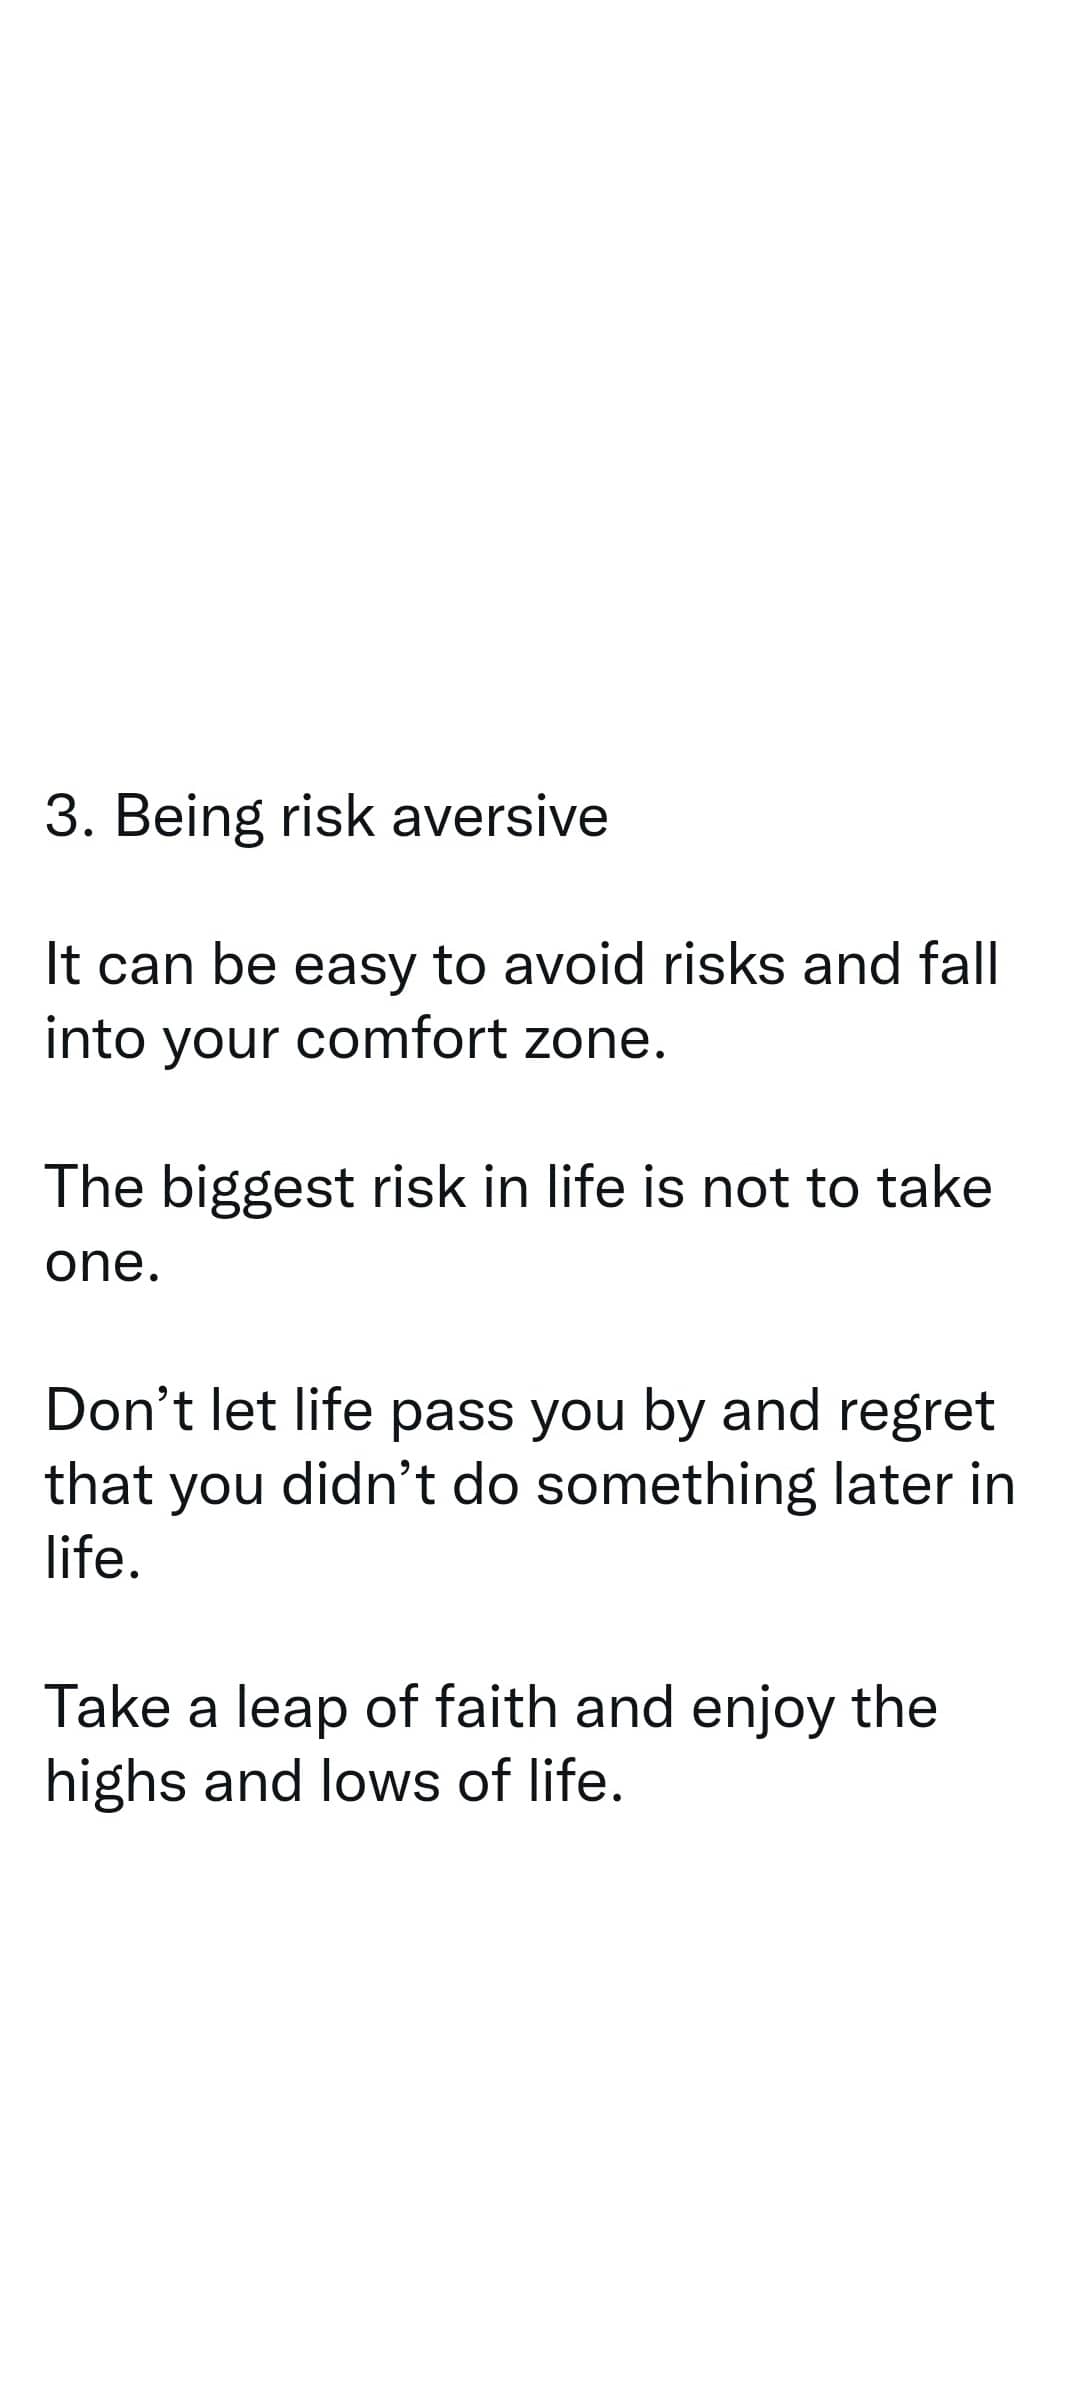 3. Being risk aversive
It can be easy to avoid risks and fall
into your comfort zone.
The biggest risk in life is not to take
one.
Don’t let life pass you by and regret
that you didn’t do something later in
life.
Take a leap of faith and enjoy the
highs and lows of life.